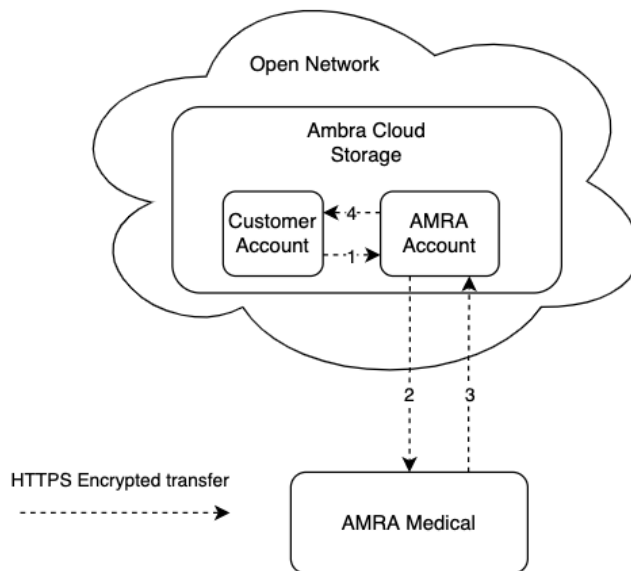 Open Network
Ambra Cloud
Storage
Customer
Account
4
1
AMRA
Account
2
3
HTTPS Encrypted transfer
AMRA Medical